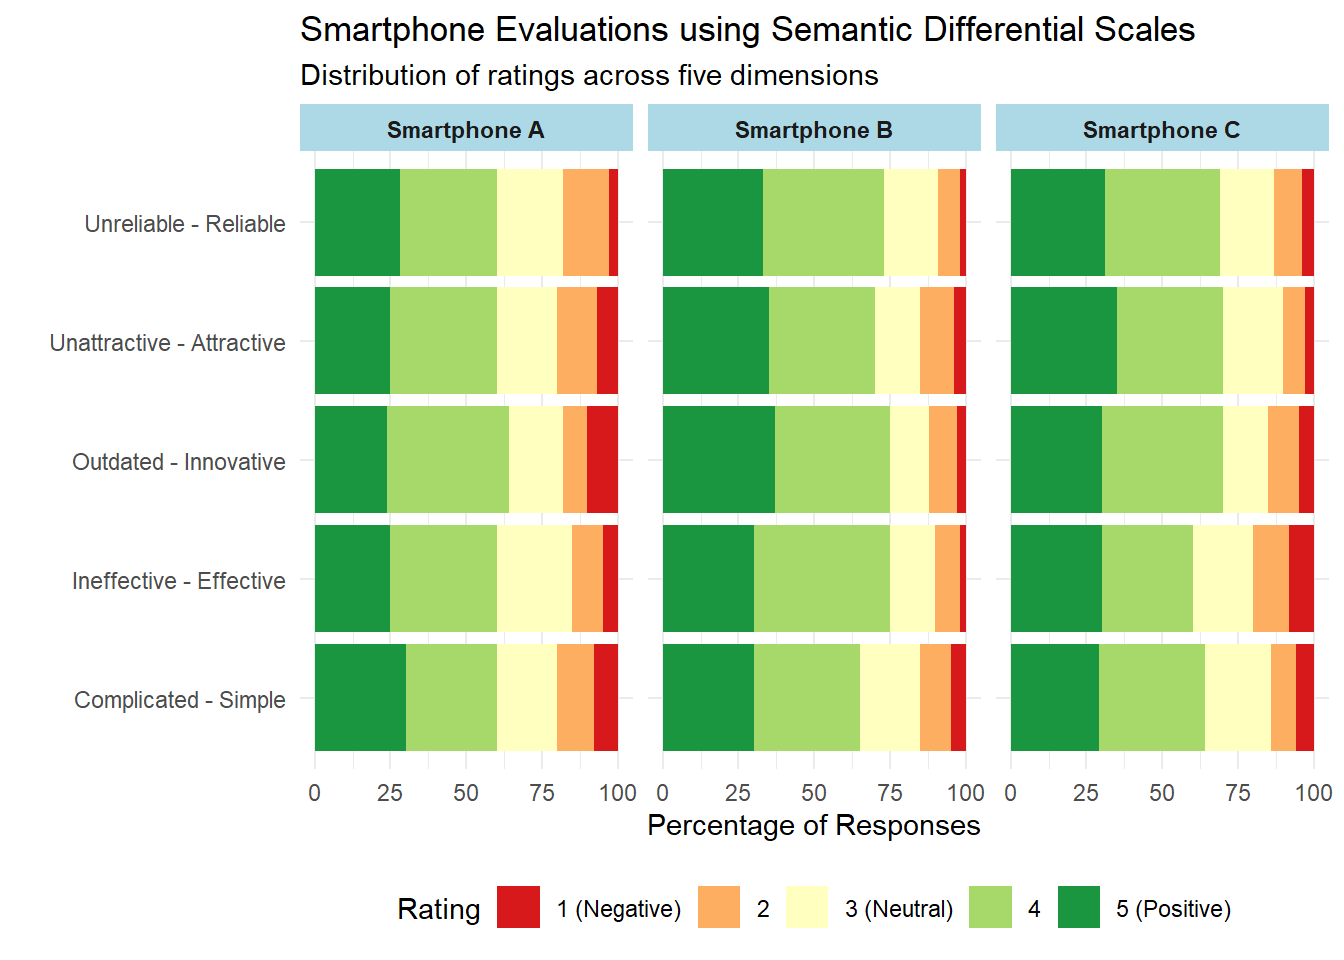 Smartphone Evaluations using Semantic Differential Scales
Distribution of ratings across five dimensions
Smartphone A
Smartphone B
Smartphone C
Unreliable - Reliable
Unattractive - Attractive
Outdated - Innovative
Ineffective - Effective
Complicated - Simple
0 25 50 75 100
0 25 50 75 100
0 25 50 75 100
Percentage of Responses
Rating 1 (Negative) 2 3 (Neutral) 4 5 (Positive)